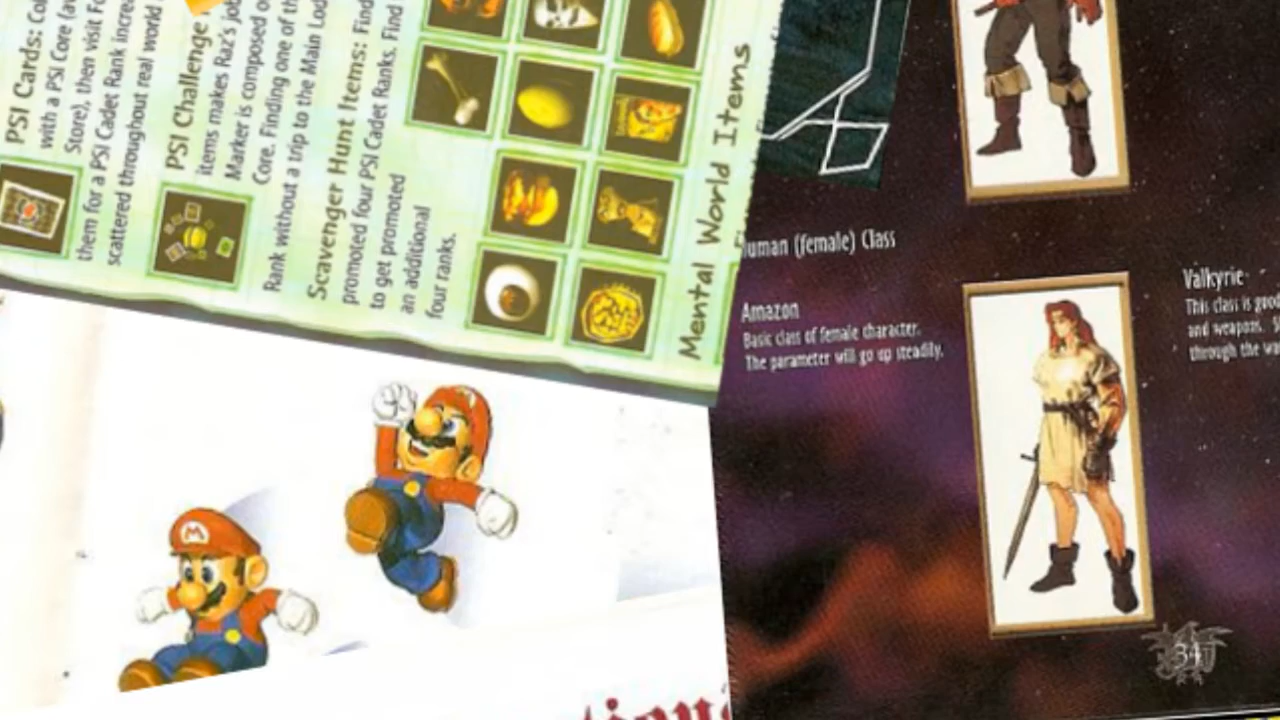 PSI Cards: Col
with a PSI Core (av
Store), then visit Fo
them for a PSI Cadet Rank increa
scattered throughout real world
PSI Challenge
items makes Raz's job
Marker is composed o
Core. Finding one of th
Rank without a trip to the Main Lod
Scavenger Hunt Items: Find
promoted four PSI Cadet Ranks. Find
to get promoted
an additional
four ranks.
Mental World Items
uman (female) Class
Amazon
Basic class of female character.
The parameter will go up steadily.
Valkyrie
This class is good
and weapons.
through the wa
34
M